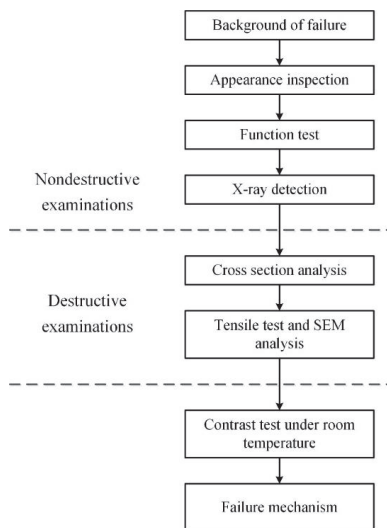 Background of failure
Appearance inspection
Function test
Nondestructive
examinations
X-ray detection
Cross section analysis
Destructive
examinations
Tensile test and SEM
analysis
Contrast test under room
temperature
Failure mechanism